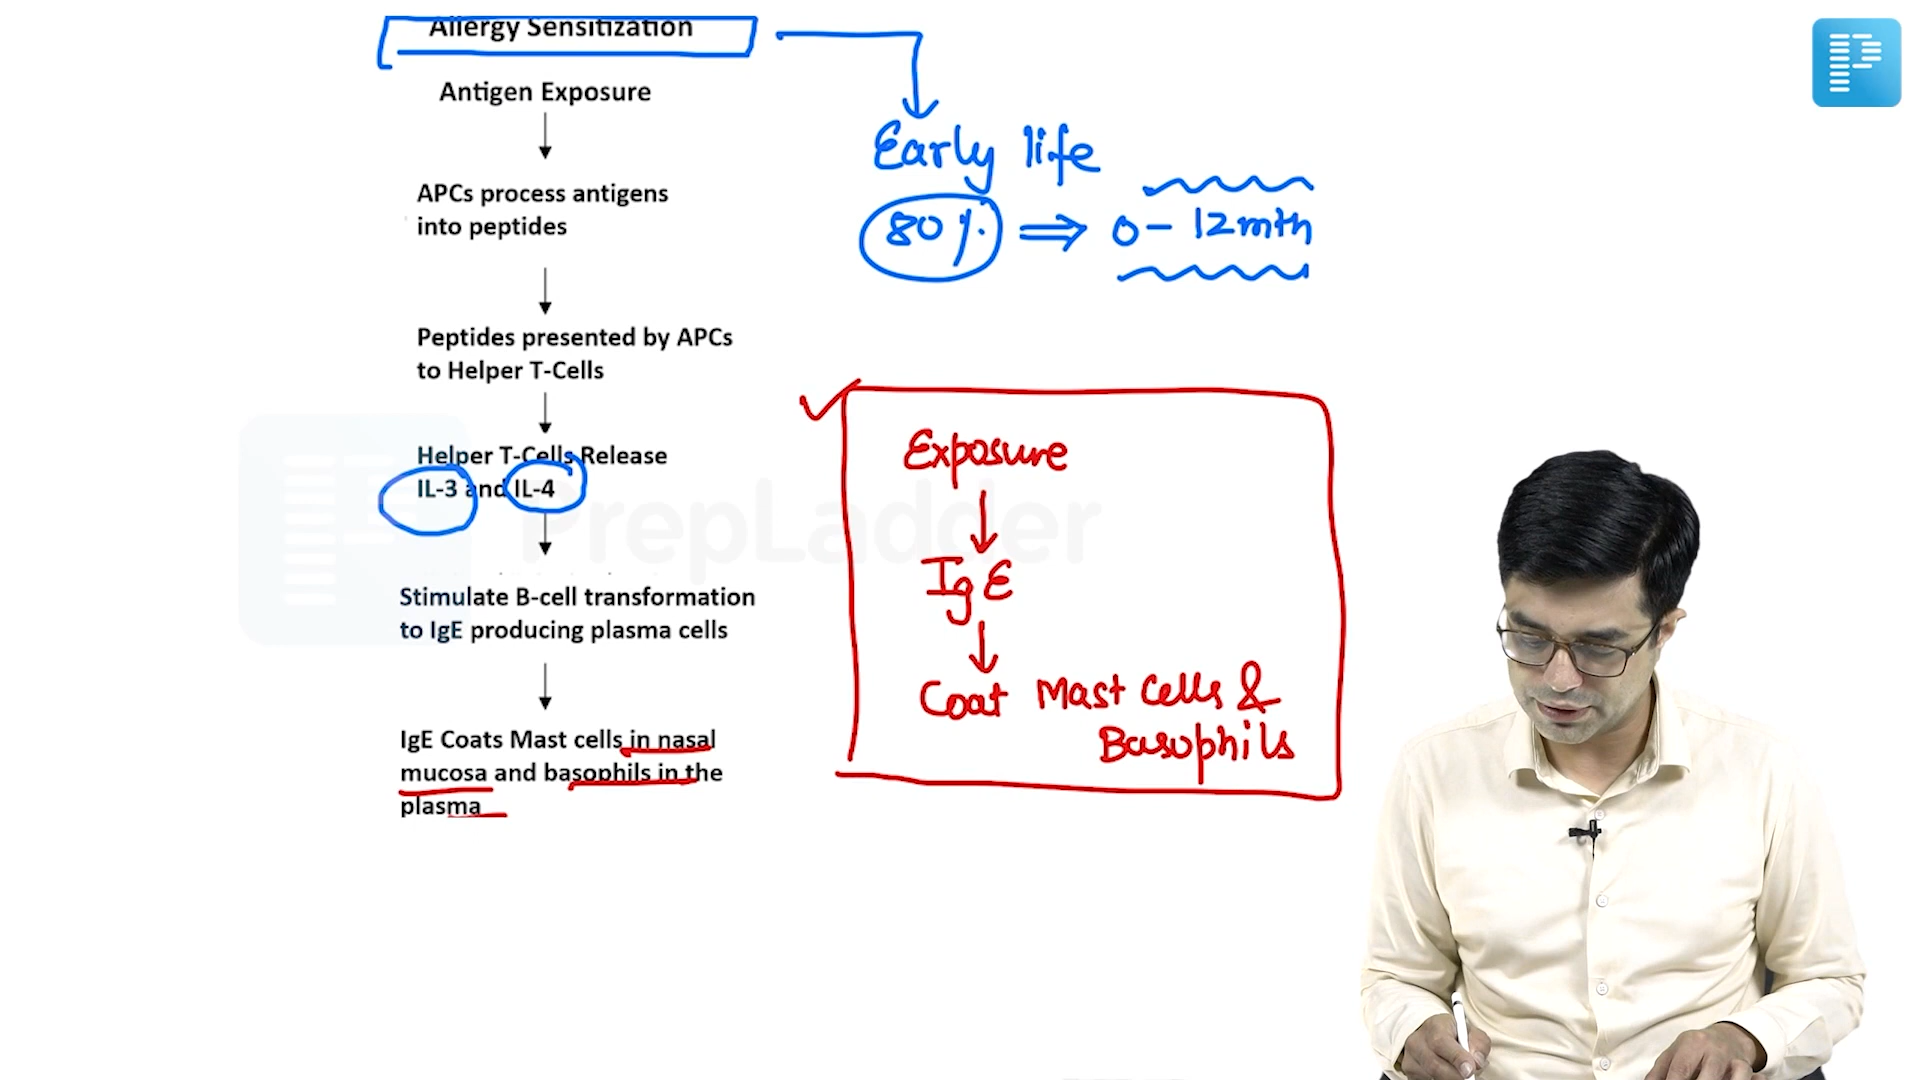 Allergy Sensitization
Antigen Exposure
APCs process antigens
into peptides
Peptides presented by APCs
to Helper T-Cells
Helper T-Cells Release
IL-3 and IL-4
Stimulate B-cell transformation
to IgE producing plasma cells
IgE Coats Mast cells in nasal
mucosa and basophils in the
plasma
Early life
80% ⇒ 0 - 12 mth
Exposure
IgE
Coat Mast Cells &
Basophils
PrepLadder